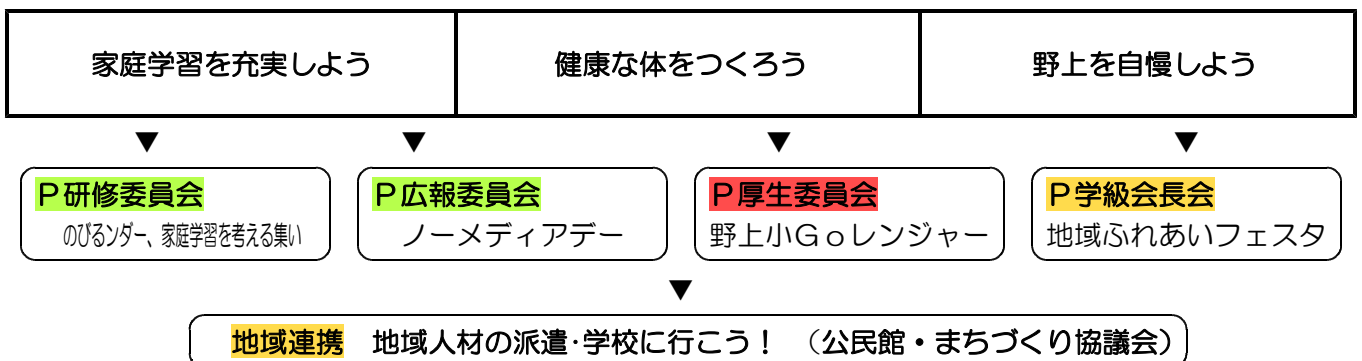 家庭学習を充実しよう 健康な体をつくろう 野上を自慢しよう
▼ ▼ ▼ ▼
P研修委員会 P広報委員会 P厚生委員会 P学級会長会
のびるンダー、家庭学習を考える集い ノーメディアデー 野上小Goレンジャー 地域ふれあいフェスタ
▼
地域連携 地域人材の派遣・学校に行こう！ （公民館・まちづくり協議会）